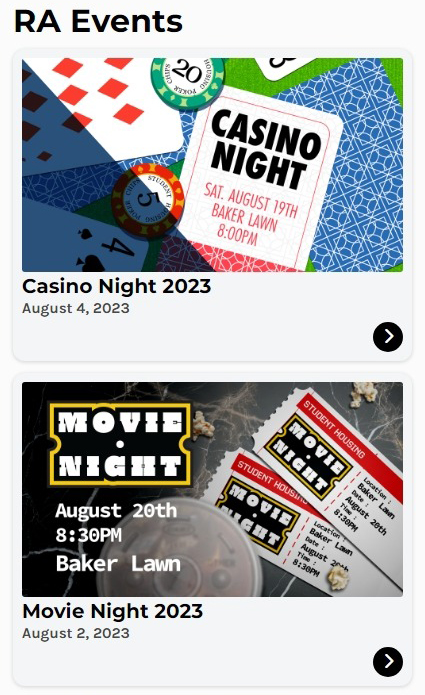 RA Events
20
HOUSING
POKER CHIPS
CASINO
NIGHT
SAT. AUGUST 19TH
BAKER LAWN
8:00PM
5
STUDENT HOUSING
POKER CHIPS
4
Casino Night 2023
August 4, 2023
MOVIE
NIGHT
August 20th
8:30PM
Baker Lawn
STUDENT HOUSING
MOVIE
NIGHT
Location :
Baker Lawn
Date :
August 20th
Time :
8:30PM
STUDENT HOUSING
MOVIE
NIGHT
Location :
Baker Lawn
Date :
August 20th
Time :
8:30PM
Movie Night 2023
August 2, 2023